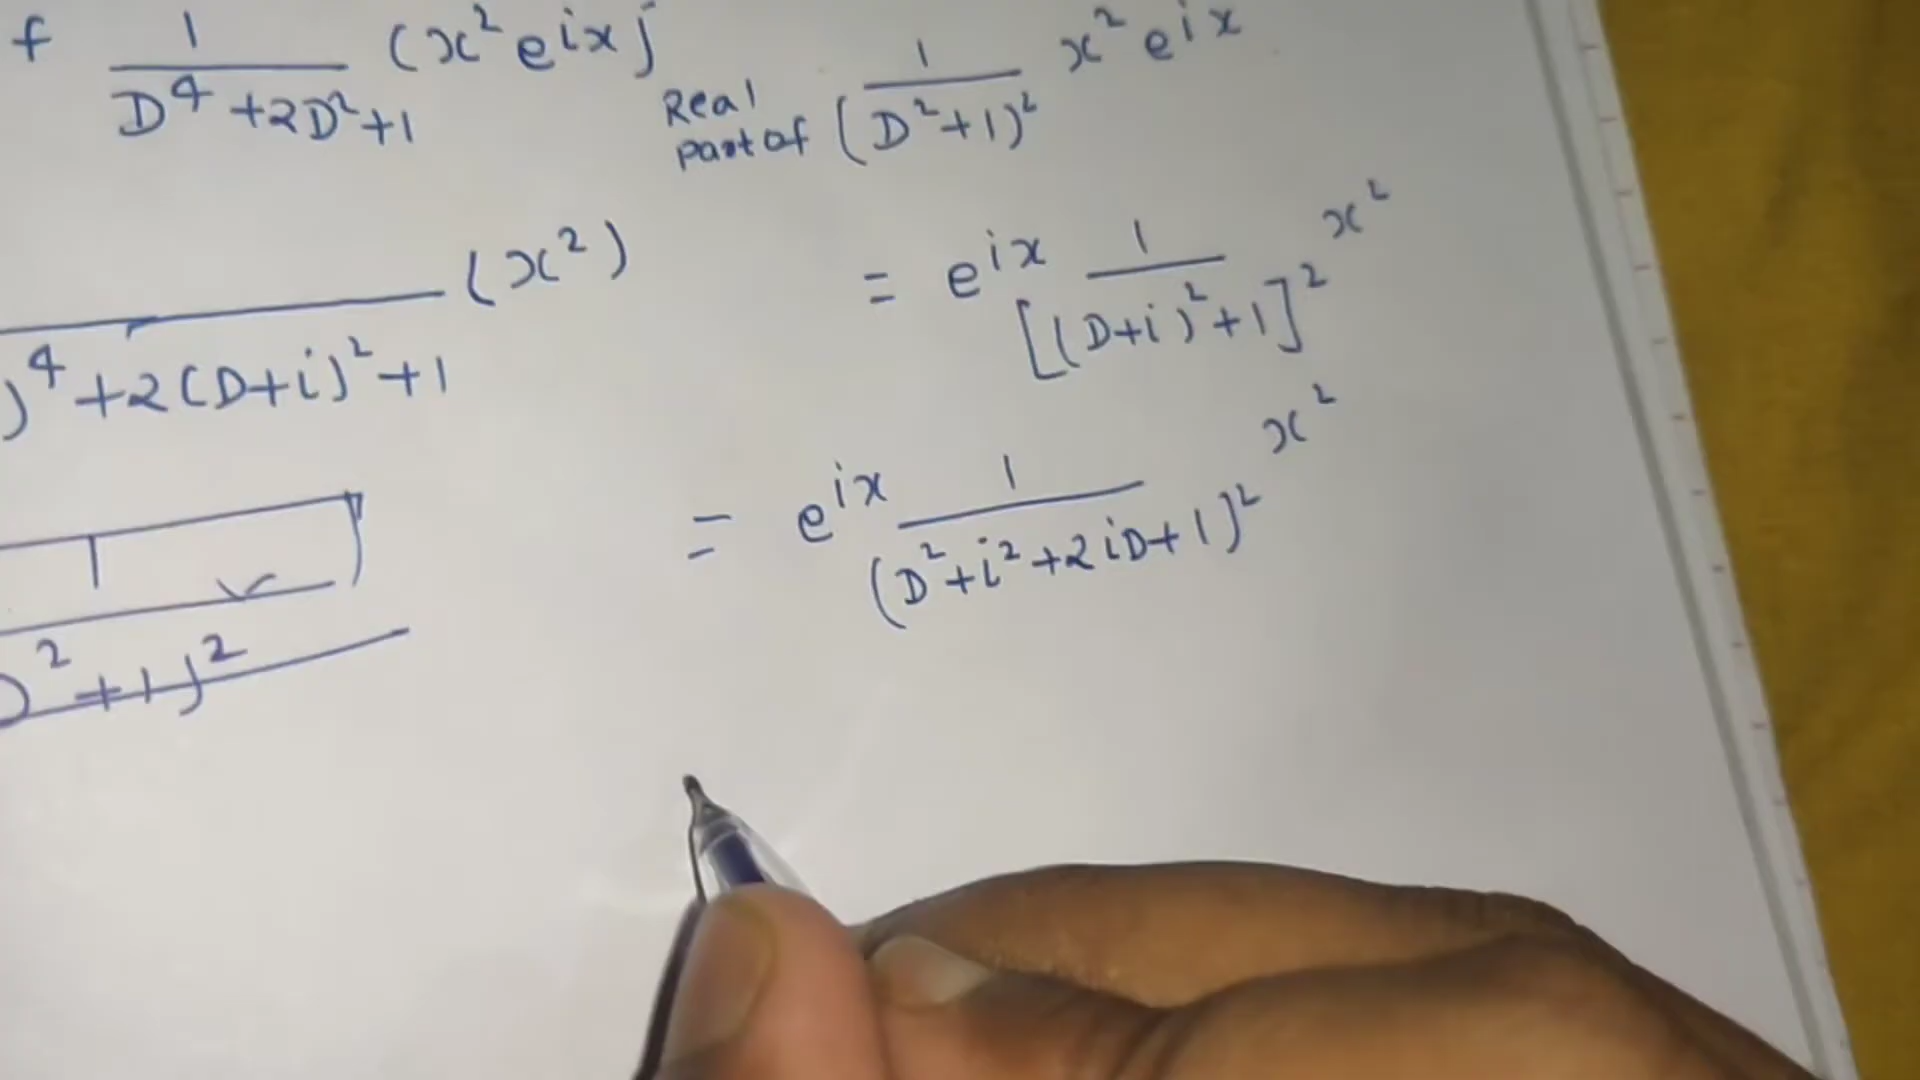 f 1/(D⁴+2D²+1) (x² e^{ix})
Real part of (1/(D²+1)² x² e^{ix}
)⁴+2(D+i)²+1 (x²)
= e^{ix} 1/[(D+i)²+1]² x²
= e^{ix} 1/(D²+i²+2iD+1)² x²
²+1)²